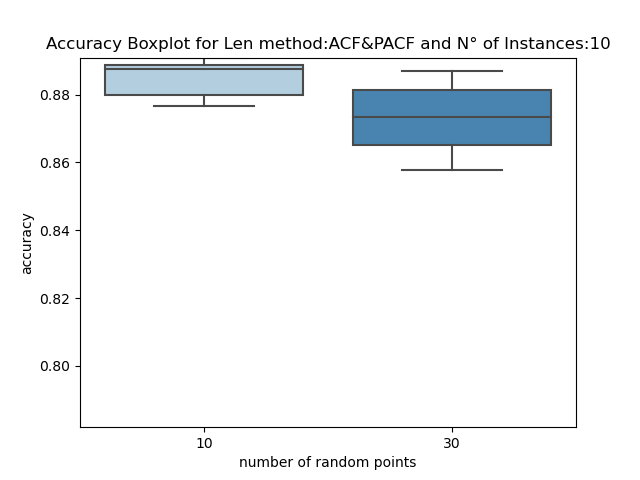 Accuracy Boxplot for Len method:ACF&PACF and N° of Instances:10
0.88
0.86
0.84
0.82
0.80
accuracy
10 30
number of random points